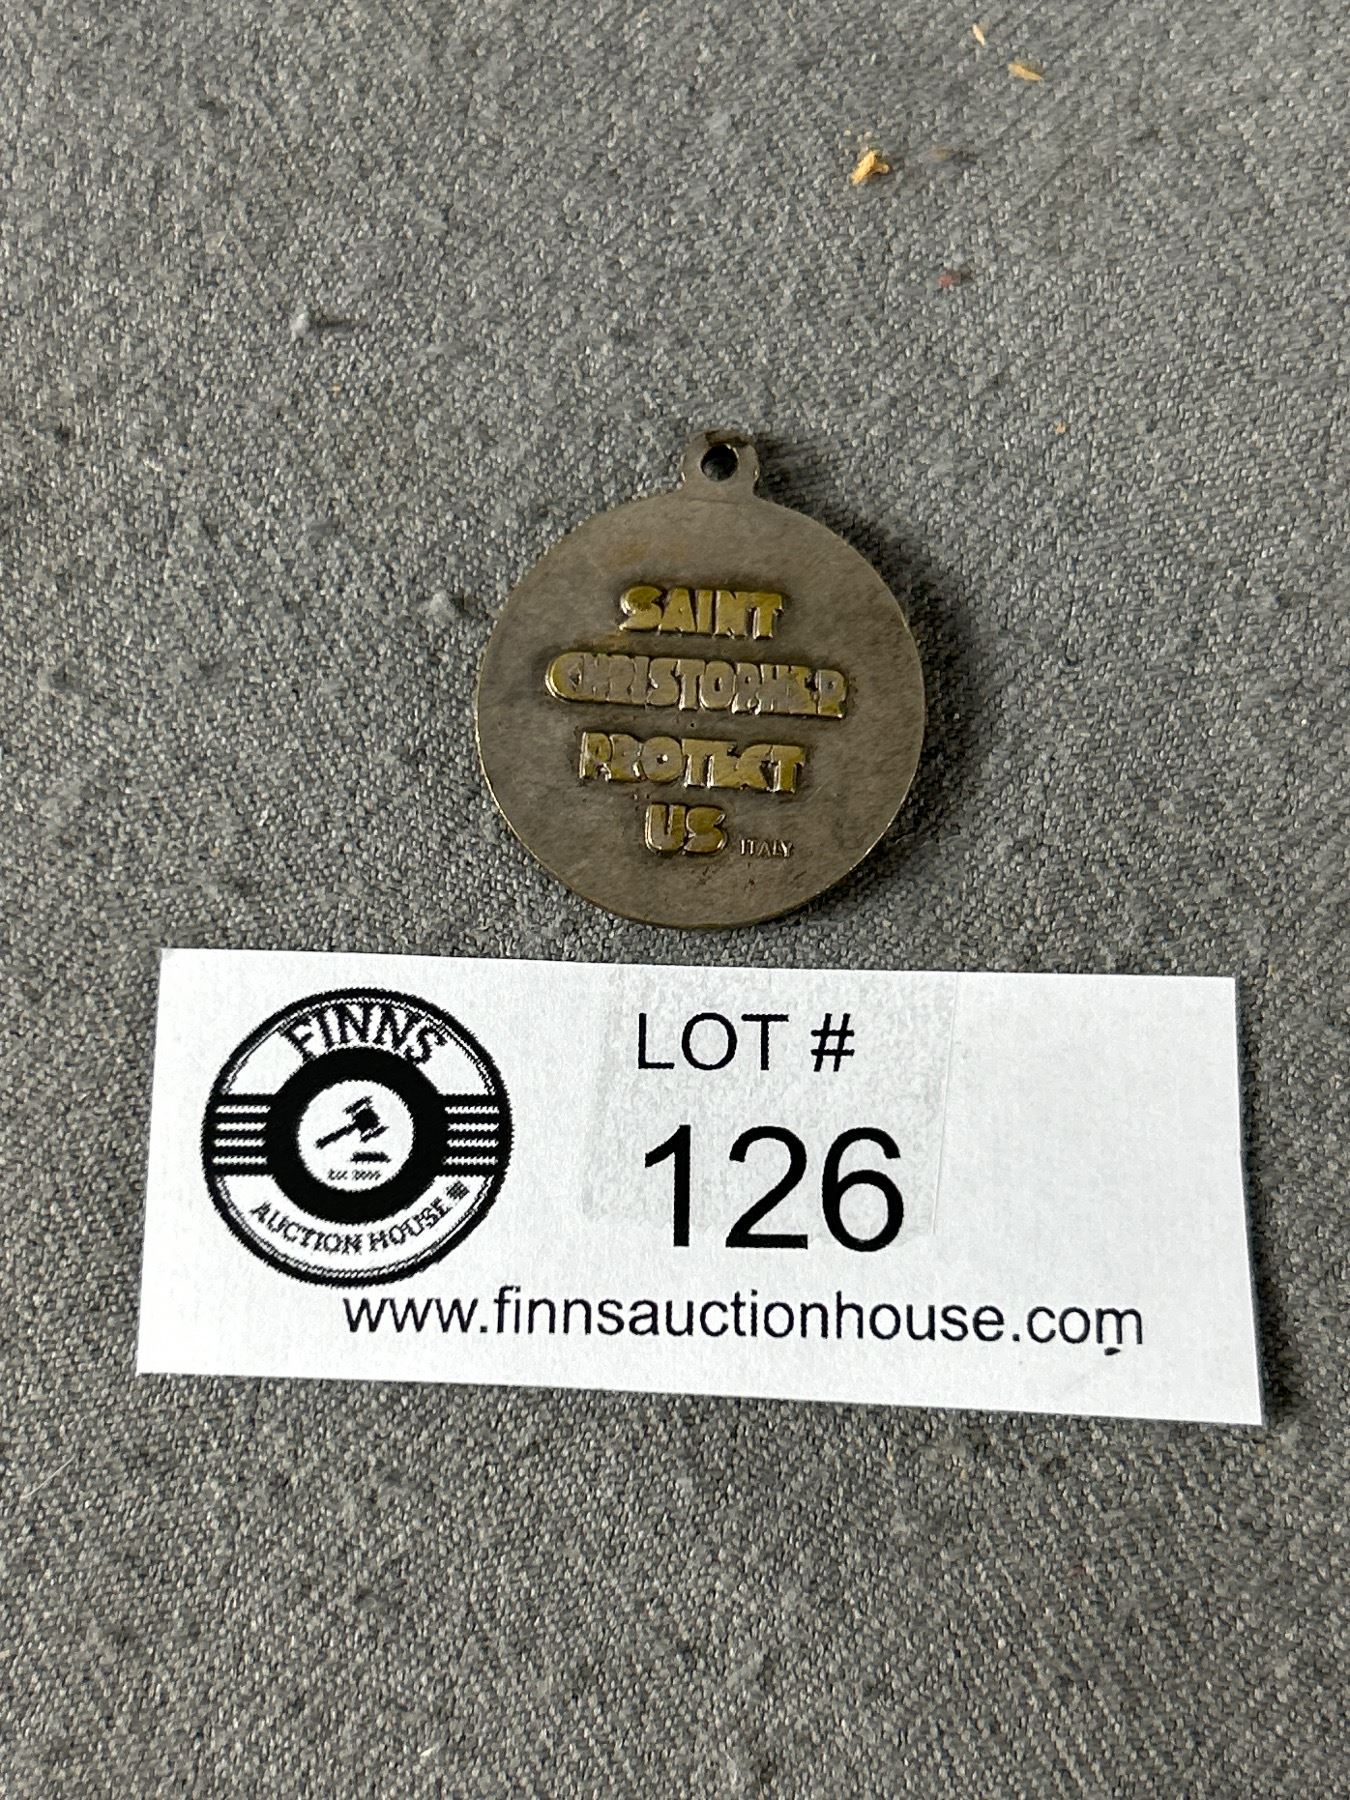 SAINT
CHRISTOPHER
PROTECT
US ITALY
FINNS
AUCTION HOUSE
LOT #
126
www.finnsauctionhouse.com